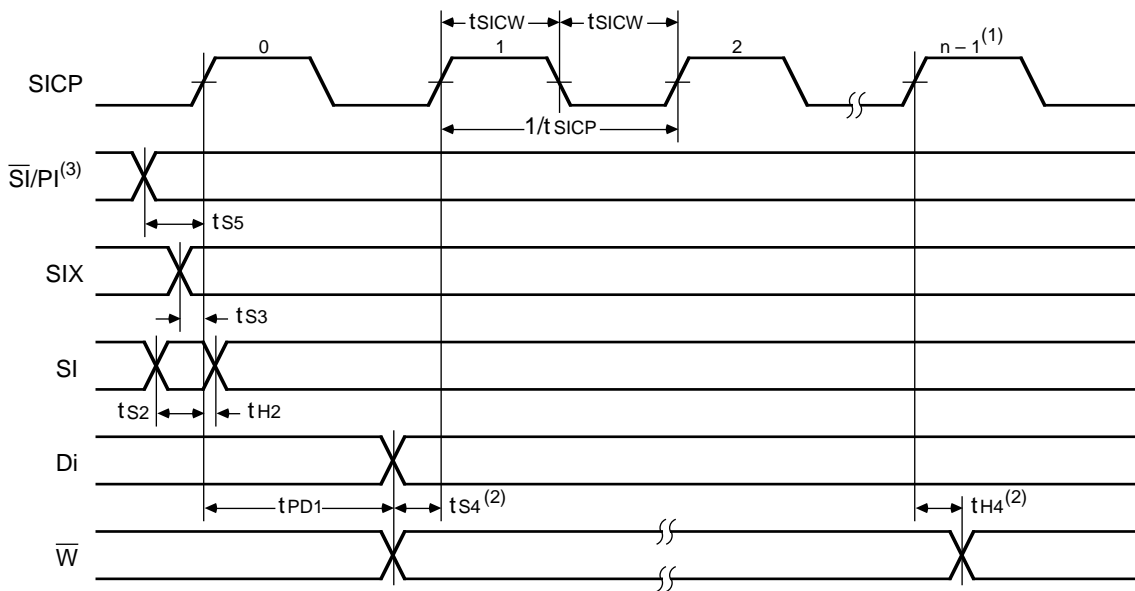 tSICW tSICW
0 1 2 n – 1(1)
SICP
1/tSICP
S̅I̅/PI(3)
tS5
SIX
tS3
SI
tS2 tH2
Di
tPD1 tS4(2) tH4(2)
W̅